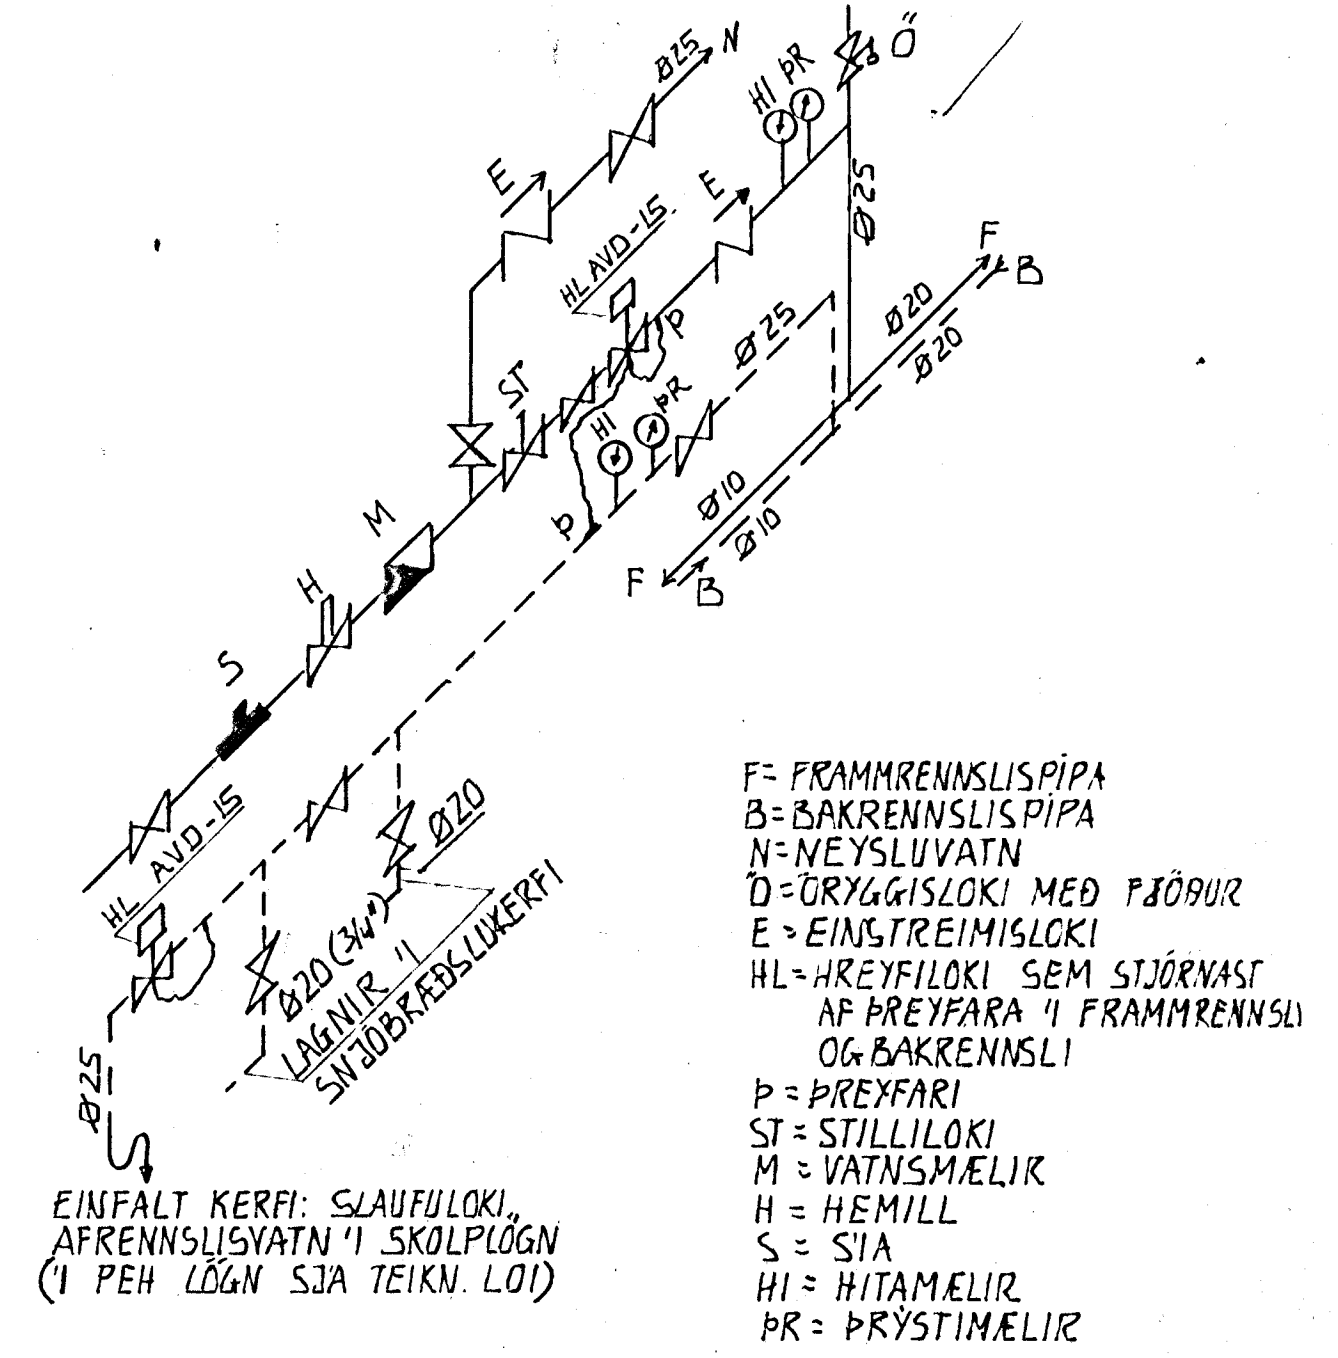 Ø25 N
HI ÞR
Ö
E
HL AVD-15
E
Ø25
F
B
Þ
Ø25
Ø20
Ø20
ST
HI ÞR
M
Þ
Ø10
Ø10
F
B
H
S
HL AVD-15
Ø20
Ø20 (3/4")
LAGNIR Í
SNJÓBRÆÐSLUKERFI
Ø25
EINFALT KERFI: SLAUFULOKI,,
AFRENNSLISVATN Í SKOLPLÖGN
(Í PEH LÖGN SJÁ TEIKN. L01)
F= FRAMMRENNSLISPÍPA
B=BAKRENNSLISPÍPA
N=NEYSLUVATN
Ö=ÖRYGGISLOKI MEÐ FJÖÐUR
E = EINSTREIMISLOKI
HL=HREYFILOKI SEM STJÓRNAST
AF ÞREYFARA Í FRAMMRENNSLI
OG BAKRENNSLI
Þ = ÞREYFARI
ST = STILLILOKI
M = VATNSMÆLIR
H = HEMILL
S = SÍA
HI = HITAMÆLIR
ÞR = ÞRÝSTIMÆLIR